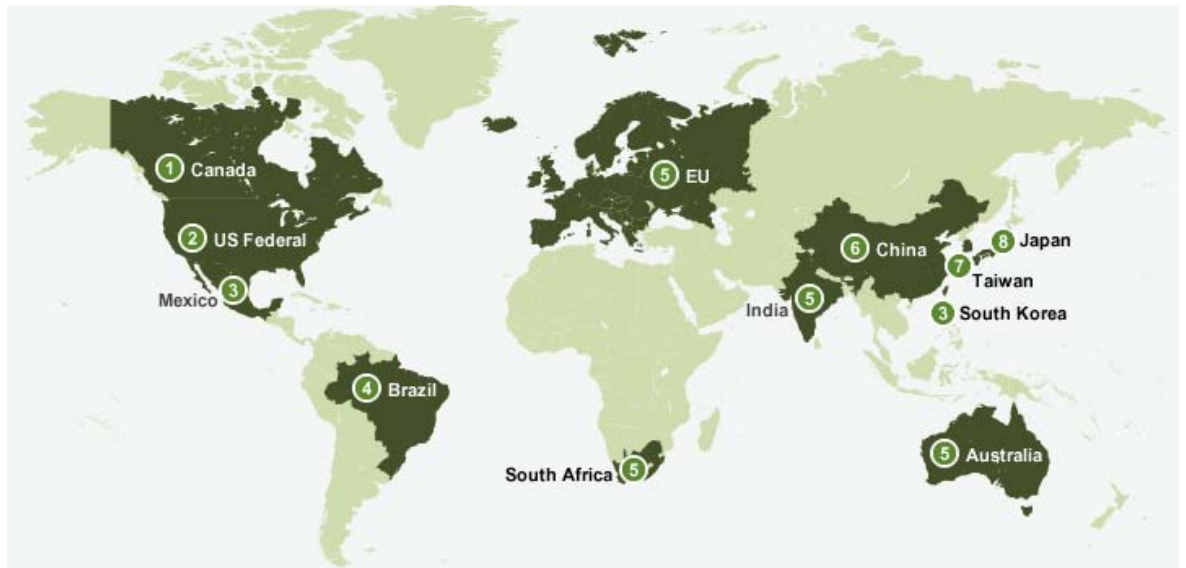 1 Canada
5 EU
2 US Federal
6 China
8 Japan
7
Taiwan
Mexico 3
India 5
3 South Korea
4 Brazil
5 Australia
South Africa 5